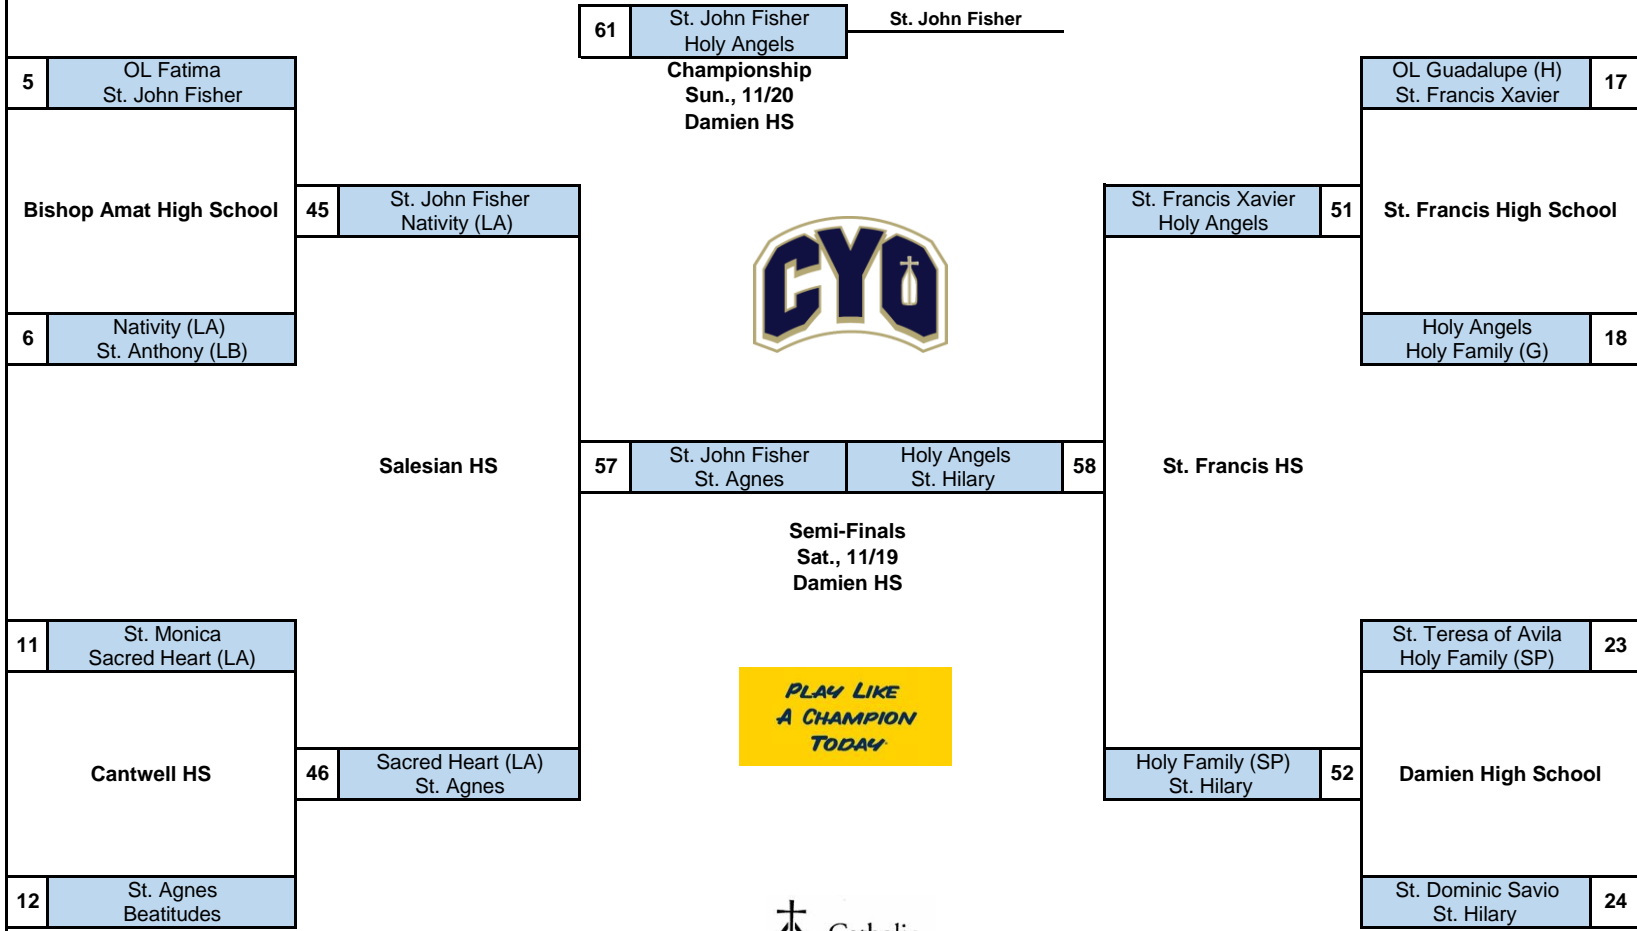 61
St. John Fisher
Holy Angels
St. John Fisher
Championship
Sun., 11/20
Damien HS
5
OL Fatima
St. John Fisher
OL Guadalupe (H)
St. Francis Xavier
17
Bishop Amat High School
45
St. John Fisher
Nativity (LA)
CYO
St. Francis Xavier
Holy Angels
51
St. Francis High School
6
Nativity (LA)
St. Anthony (LB)
Holy Angels
Holy Family (G)
18
Salesian HS
57
St. John Fisher
St. Agnes
Holy Angels
St. Hilary
58
St. Francis HS
Semi-Finals
Sat., 11/19
Damien HS
11
St. Monica
Sacred Heart (LA)
St. Teresa of Avila
Holy Family (SP)
23
PLAY LIKE
A CHAMPION
TODAY
Cantwell HS
46
Sacred Heart (LA)
St. Agnes
Holy Family (SP)
St. Hilary
52
Damien High School
12
St. Agnes
Beatitudes
St. Dominic Savio
St. Hilary
24
Catholic